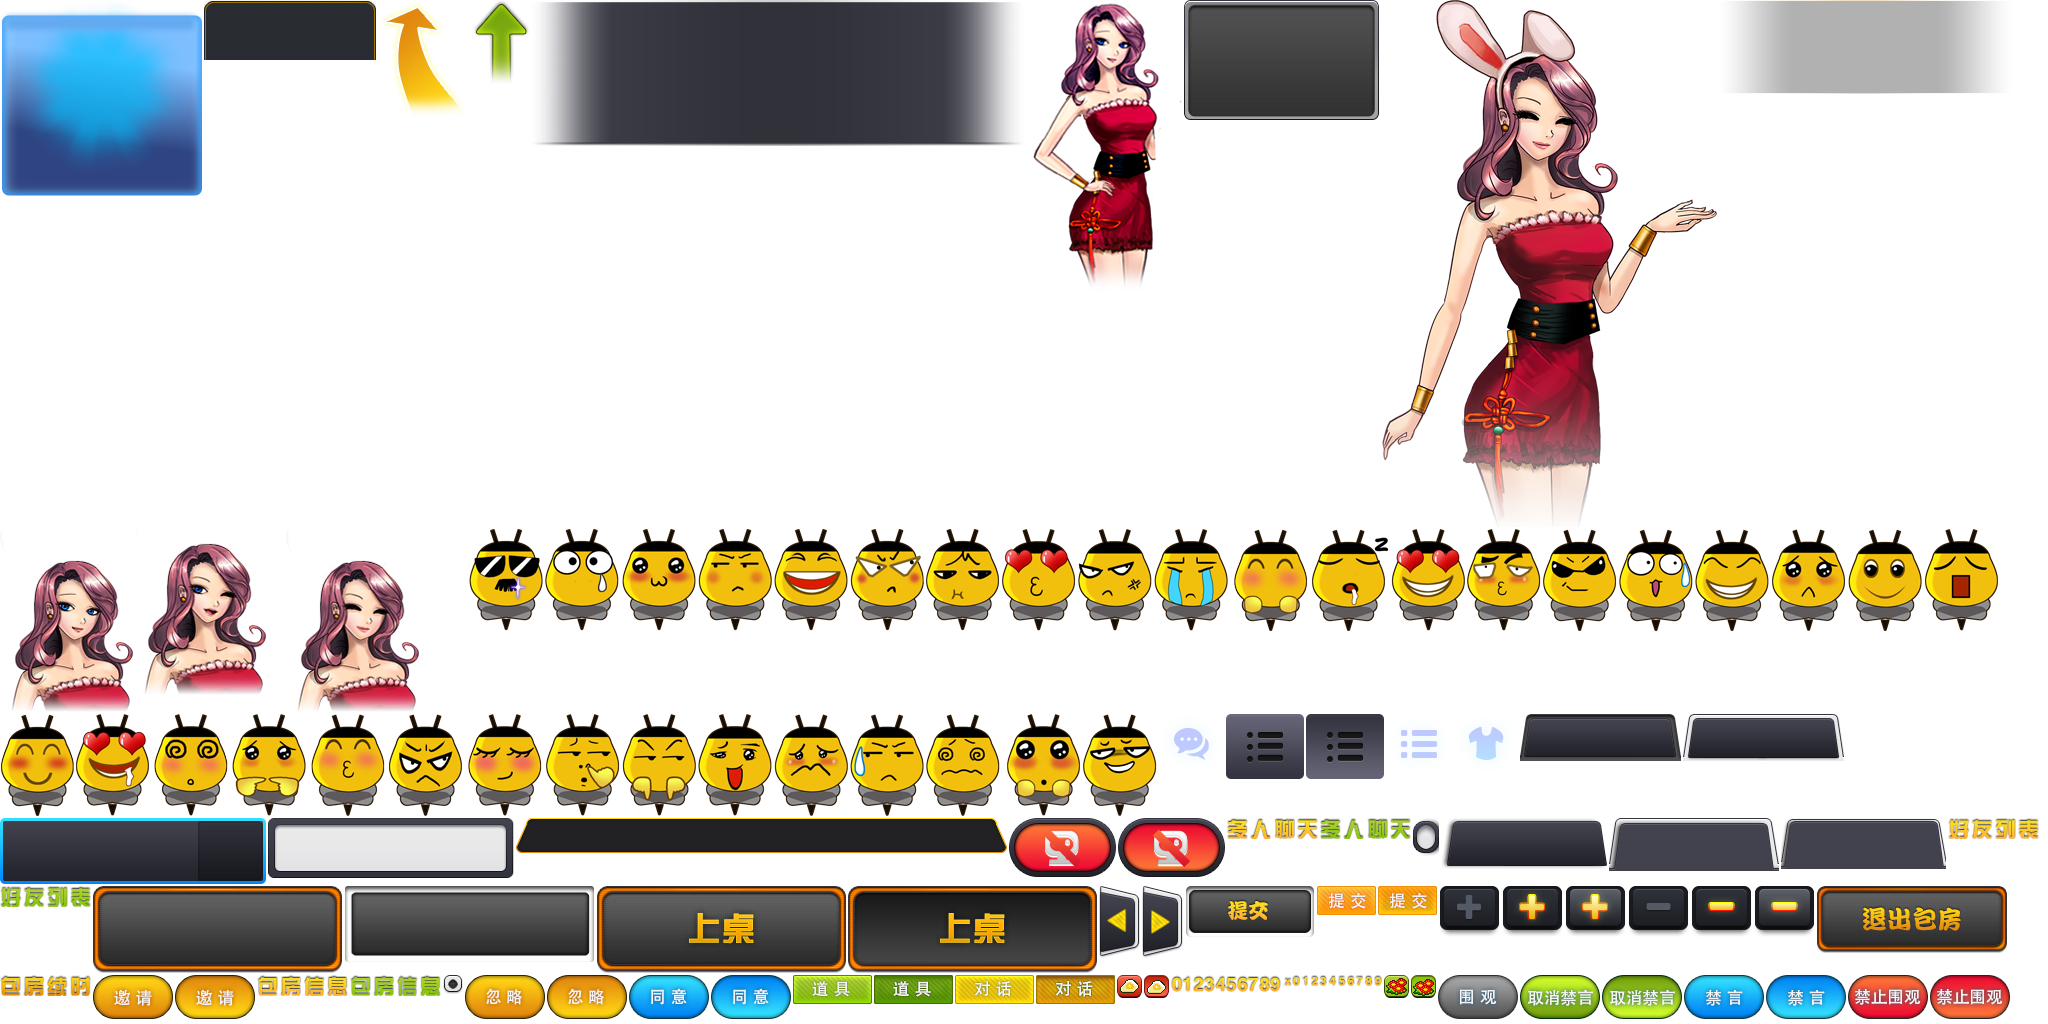 z
多人聊天
多人聊天
好友列表
好友列表
上桌
上桌
提交
提交
提交
退出包房
包房续时
邀请
邀请
包房信息
包房信息
忽略
忽略
同意
同意
道具
道具
对话
对话
0123456789
x0123456789
围观
取消禁言
取消禁言
禁言
禁言
禁止围观
禁止围观